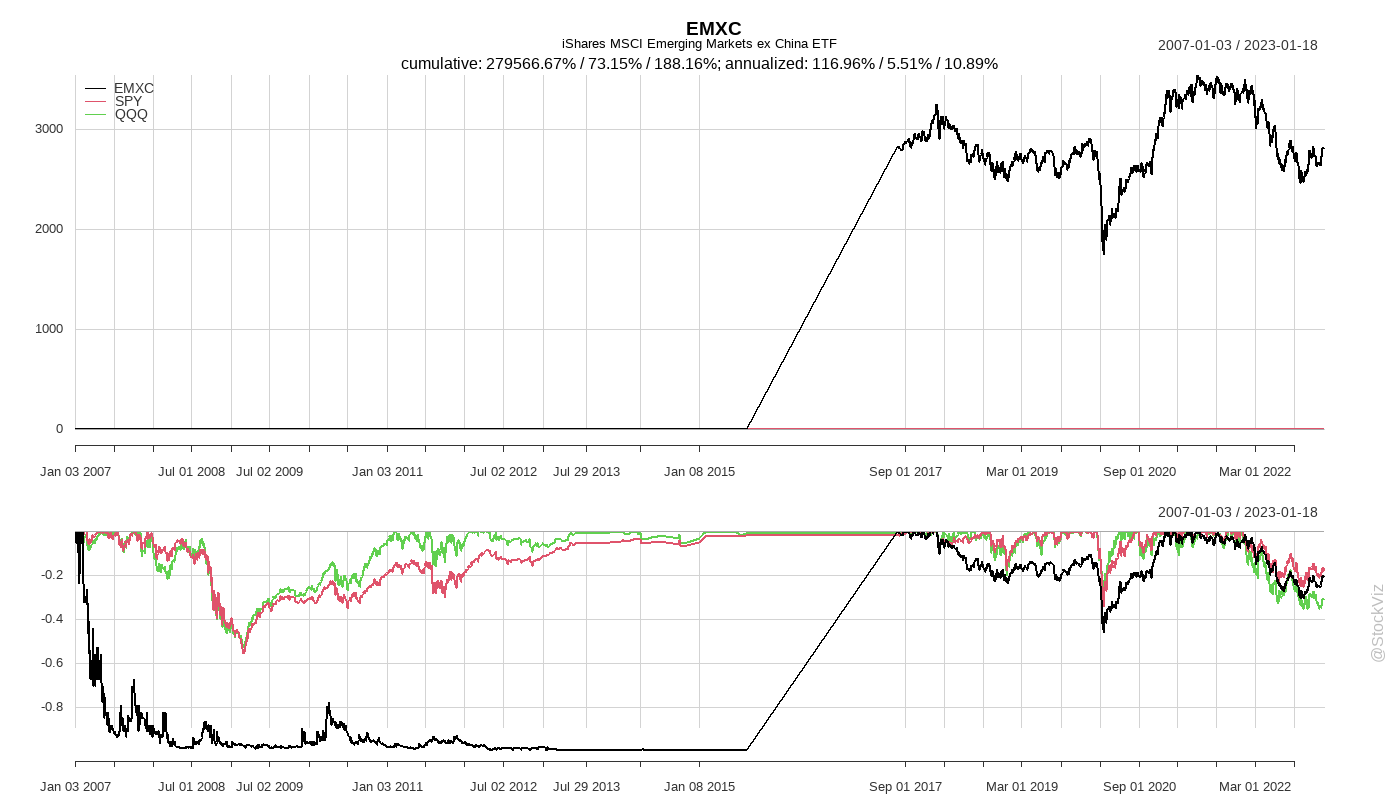 EMXC
iShares MSCI Emerging Markets ex China ETF
2007-01-03 / 2023-01-18
cumulative: 279566.67% / 73.15% / 188.16%; annualized: 116.96% / 5.51% / 10.89%
EMXC
SPY
QQQ
3000
2000
1000
0
Jan 03 2007 Jul 01 2008 Jul 02 2009 Jan 03 2011 Jul 02 2012 Jul 29 2013 Jan 08 2015 Sep 01 2017 Mar 01 2019 Sep 01 2020 Mar 01 2022
2007-01-03 / 2023-01-18
-0.2
-0.4
-0.6
-0.8
Jan 03 2007 Jul 01 2008 Jul 02 2009 Jan 03 2011 Jul 02 2012 Jul 29 2013 Jan 08 2015 Sep 01 2017 Mar 01 2019 Sep 01 2020 Mar 01 2022
@StockViz